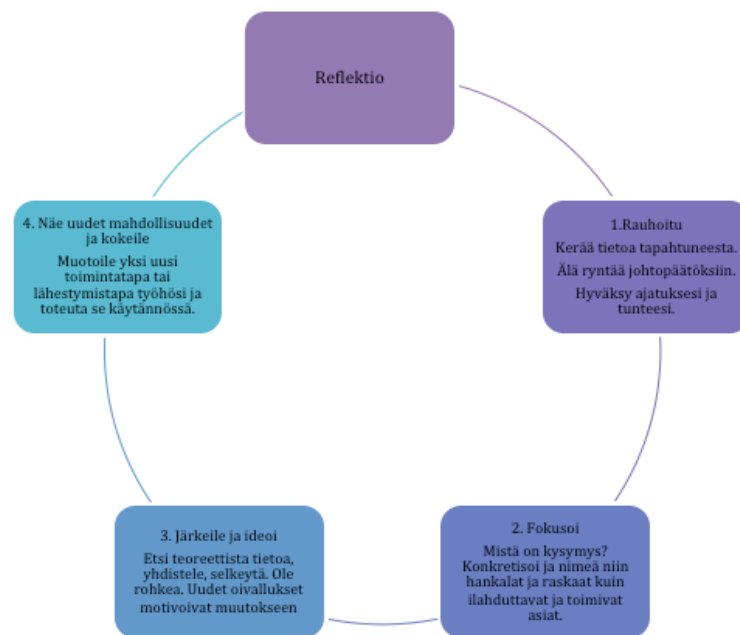 Reflektio
1.Rauhoitu
Kerää tietoa tapahtuneesta.
Älä ryntää johtopäätöksiin.
Hyväksy ajatuksesi ja
tunteesi.
2. Fokusoi
Mistä on kysymys?
Konkretisoi ja nimeä niin
hankalat ja raskaat kuin
ilahduttavat ja toimivat
asiat.
3. Järkeile ja ideoi
Etsi teoreettista tietoa,
yhdistele, selkeytä. Ole
rohkea. Uudet oivallukset
motivoivat muutokseen
4. Näe uudet mahdollisuudet
ja kokeile
Muotoile yksi uusi
toimintatapa tai
lähestymistapa työhösi ja
toteuta se käytännössä.